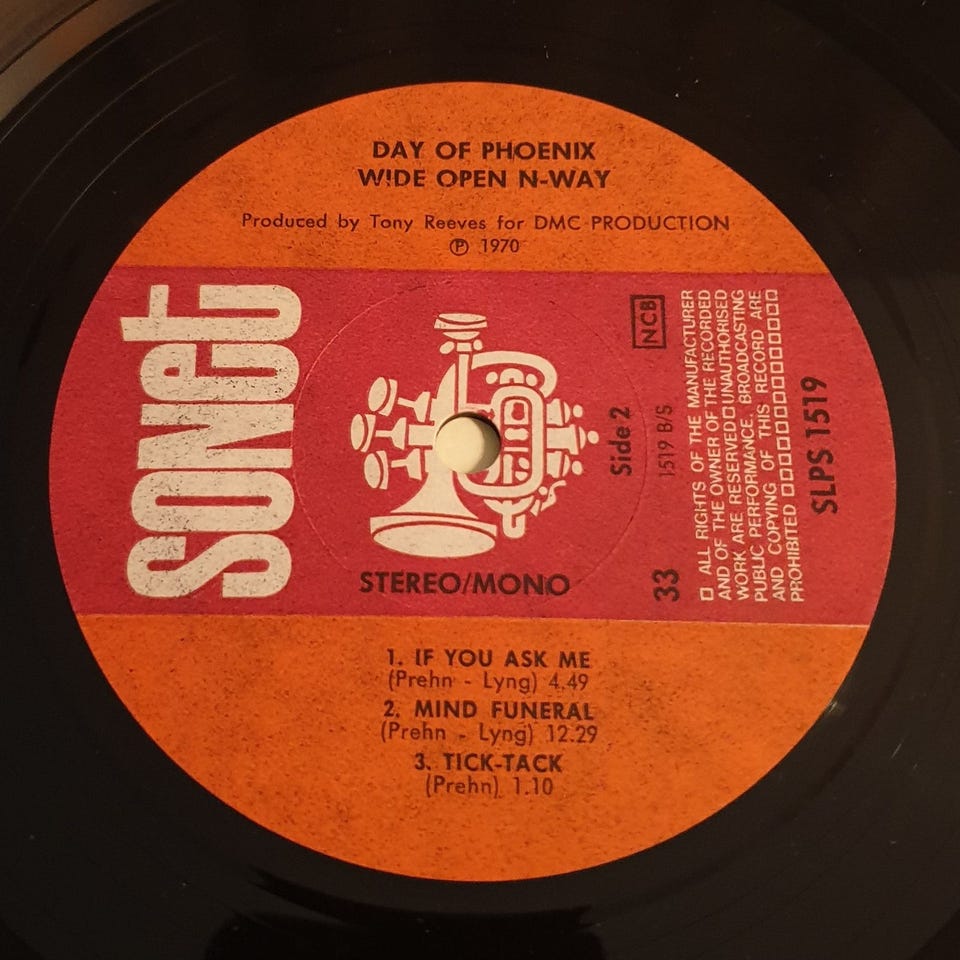 DAY OF PHOENIX
WIDE OPEN N-WAY
Produced by Tony Reeves for DMC PRODUCTION
℗ 1970
SONET
NCB
Side 2
1519 B/S
33
□ ALL RIGHTS OF THE MANUFACTURER
AND OF THE OWNER OF THE RECORDED
WORK ARE RESERVED □ UNAUTHORISED
PUBLIC PERFORMANCE, BROADCASTING
AND COPYING OF THIS RECORD ARE
PROHIBITED □□□□□□□□□□□□□□
SLPS 1519
STEREO/MONO
1. IF YOU ASK ME
(Prehn - Lyng) 4.49
2. MIND FUNERAL
(Prehn - Lyng) 12.29
3. TICK-TACK
(Prehn) 1.10